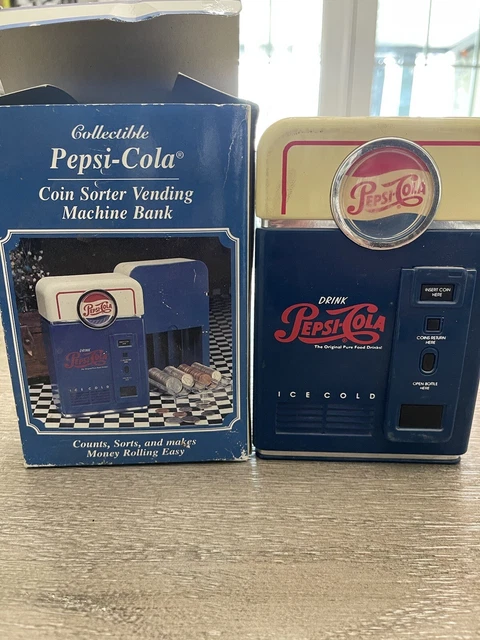 Collectible
Pepsi-Cola®
Coin Sorter Vending
Machine Bank
PEPSI-COLA
DRINK
Counts, Sorts, and makes
Money Rolling Easy
PEPSI-COLA
DRINK
PEPSI-COLA
The Original Pure Food Drink!
ICE COLD
INSERT COIN
HERE
COINS RETURN
HERE
OPEN BOTTLE
HERE